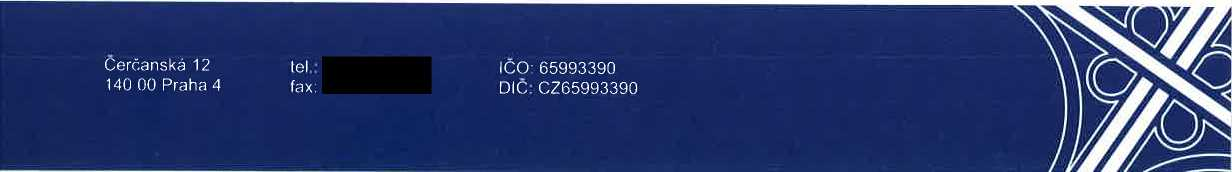 Čerčanská 12
140 00 Praha 4
tel.:
fax:
IČO: 65993390
DIČ: CZ65993390